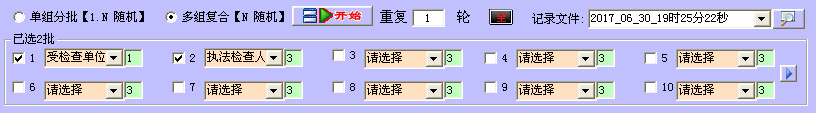 单组分批【1.N 随机】 多组复合【N 随机】 开始 重复 1 轮 记录文件: 2017_06_30_19时25分22秒
已选2批
1 受检查单位 1 2 执法检查人 3 3 请选择 3 4 请选择 3 5 请选择 3
6 请选择 3 7 请选择 3 8 请选择 3 9 请选择 3 10 请选择 3